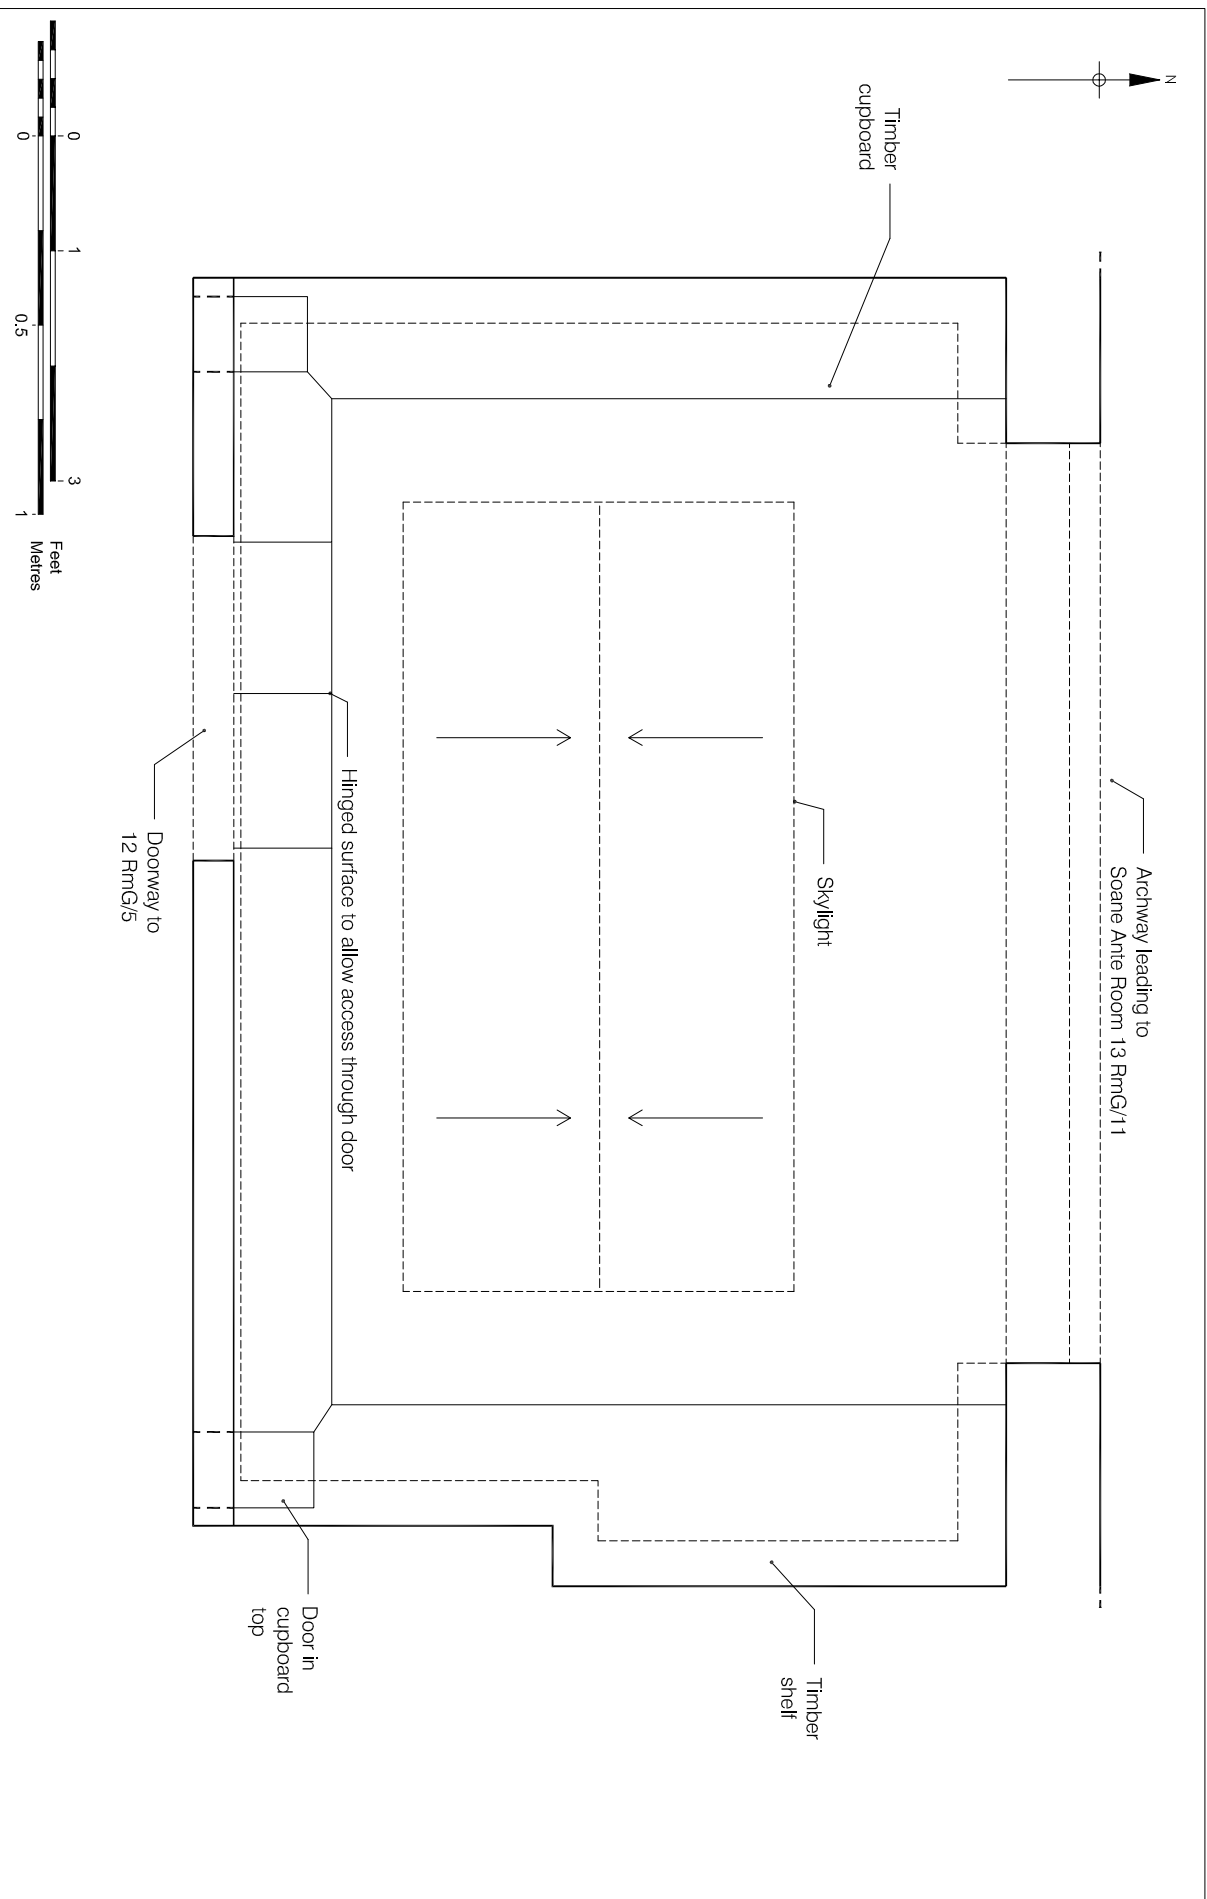 N
Archway leading to
Soane Ante Room 13 RmG/11
Timber
cupboard
Skylight
Timber
shelf
Hinged surface to allow access through door
Door in
cupboard
top
Doorway to
12 RmG/5
0 1 3 Feet
0 0.5 1 Metres